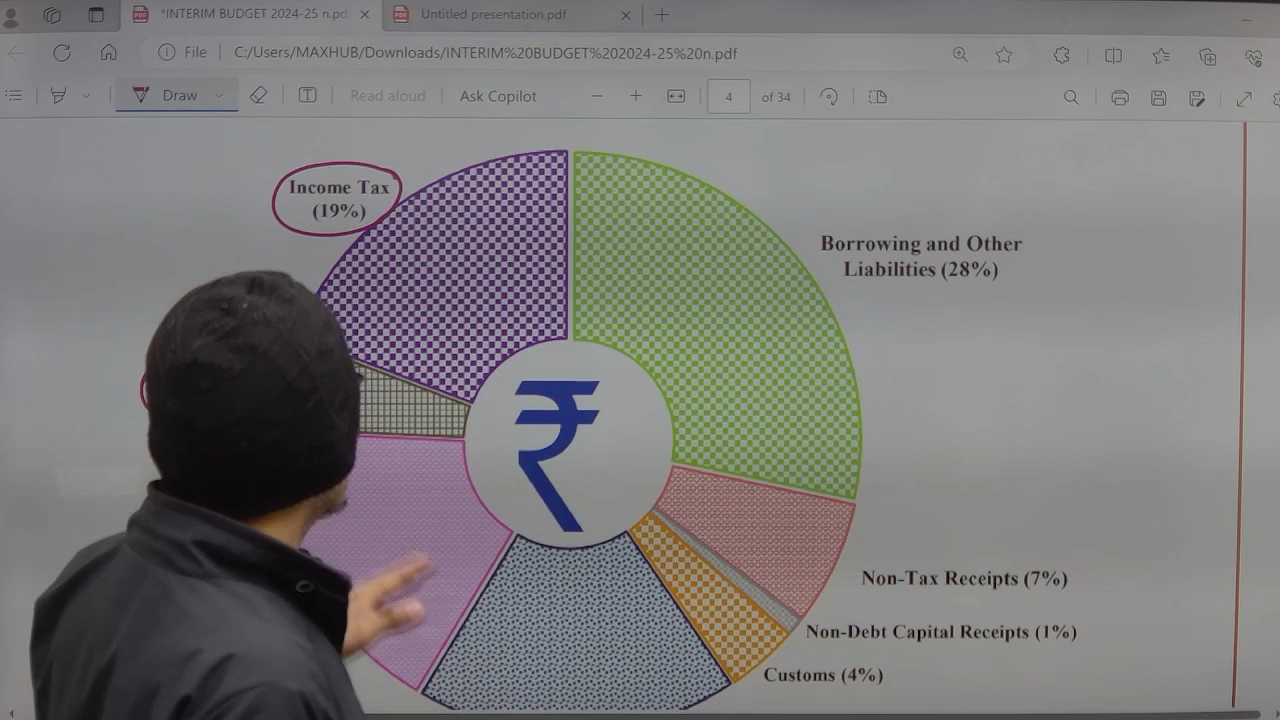 *INTERIM BUDGET 2024-25 n.pd
Untitled presentation.pdf
File
C:/Users/MAXHUB/Downloads/INTERIM%20BUDGET%202024-25%20n.pdf
Draw
Read aloud
Ask Copilot
4
of 34
Income Tax
(19%)
Borrowing and Other
Liabilities (28%)
₹
Non-Tax Receipts (7%)
Non-Debt Capital Receipts (1%)
Customs (4%)